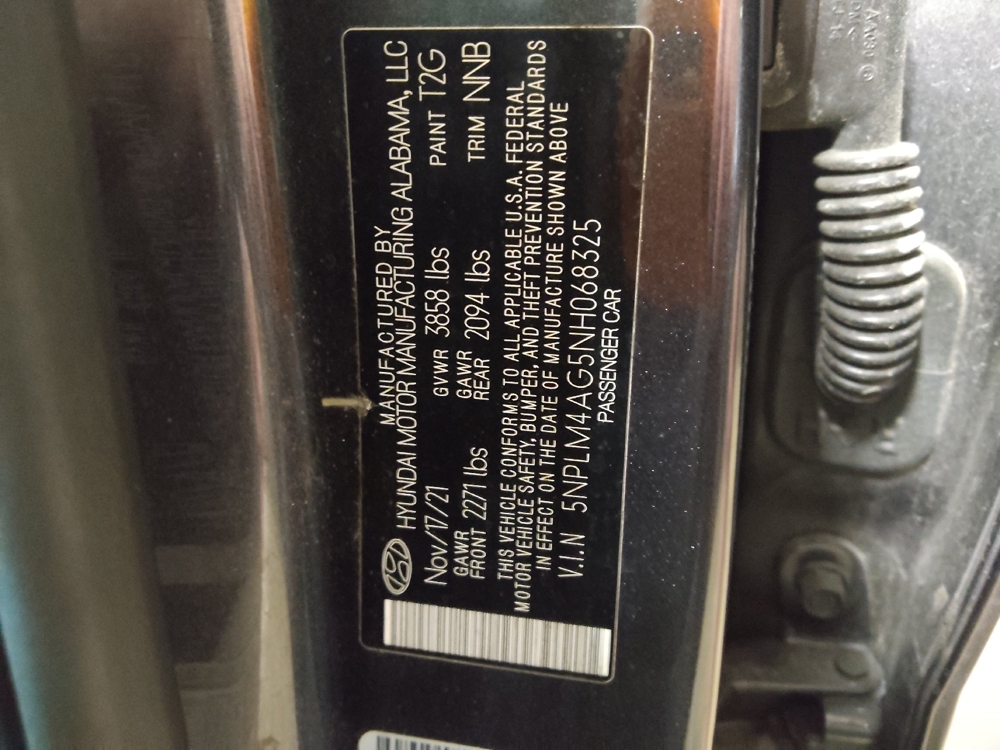 MANUFACTURED BY
HYUNDAI MOTOR MANUFACTURING ALABAMA, LLC
Nov/17/21 GVWR 3858 lbs PAINT T2G
GAWR FRONT 2271 lbs GAWR REAR 2094 lbs TRIM NNB
THIS VEHICLE CONFORMS TO ALL APPLICABLE U.S.A. FEDERAL
MOTOR VEHICLE SAFETY, BUMPER, AND THEFT PREVENTION STANDARDS
IN EFFECT ON THE DATE OF MANUFACTURE SHOWN ABOVE
V.I.N 5NPLM4AG5NH068325
PASSENGER CAR